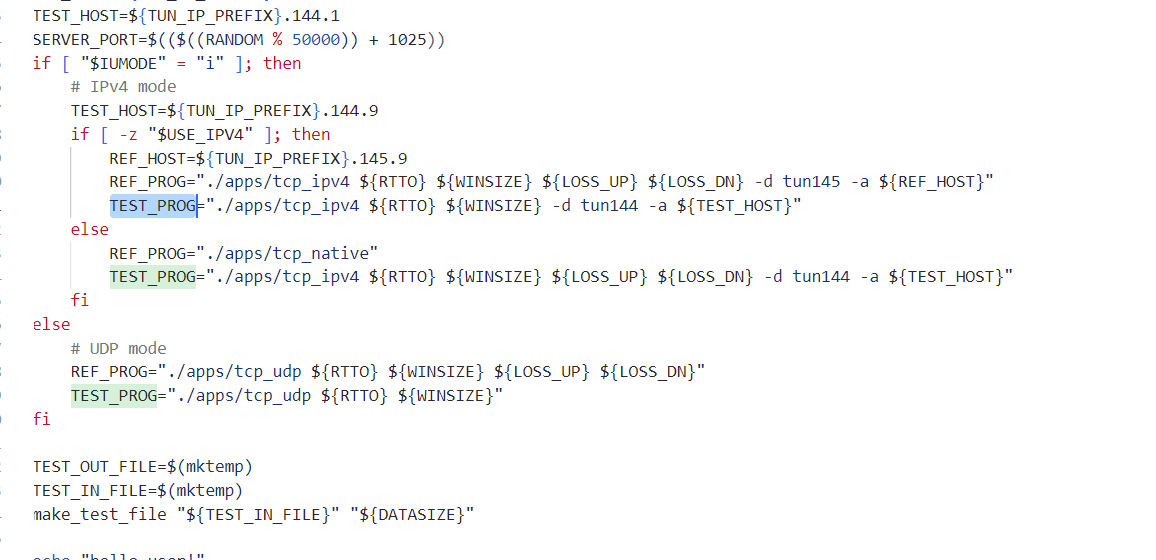 TEST_HOST=${TUN_IP_PREFIX}.144.1
SERVER_PORT=$(($((RANDOM % 50000)) + 1025))
if [ "$IUMODE" = "i" ]; then
    # IPv4 mode
    TEST_HOST=${TUN_IP_PREFIX}.144.9
    if [ -z "$USE_IPV4" ]; then
        REF_HOST=${TUN_IP_PREFIX}.145.9
        REF_PROG="./apps/tcp_ipv4 ${RTTO} ${WINSIZE} ${LOSS_UP} ${LOSS_DN} -d tun145 -a ${REF_HOST}"
        TEST_PROG="./apps/tcp_ipv4 ${RTTO} ${WINSIZE} -d tun144 -a ${TEST_HOST}"
    else
        REF_PROG="./apps/tcp_native"
        TEST_PROG="./apps/tcp_ipv4 ${RTTO} ${WINSIZE} ${LOSS_UP} ${LOSS_DN} -d tun144 -a ${TEST_HOST}"
    fi
else
    # UDP mode
    REF_PROG="./apps/tcp_udp ${RTTO} ${WINSIZE} ${LOSS_UP} ${LOSS_DN}"
    TEST_PROG="./apps/tcp_udp ${RTTO} ${WINSIZE}"
fi
TEST_OUT_FILE=$(mktemp)
TEST_IN_FILE=$(mktemp)
make_test_file "${TEST_IN_FILE}" "${DATASIZE}"
echo "hello user!"